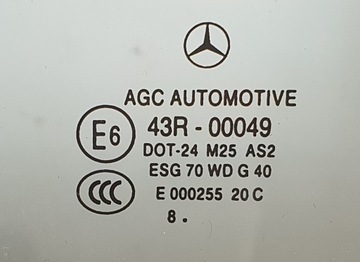 AGC AUTOMOTIVE
E6 43R - 00049
DOT-24 M25 AS2
ESG 70 WD G 40
CCC E 000255 20 C
8 .